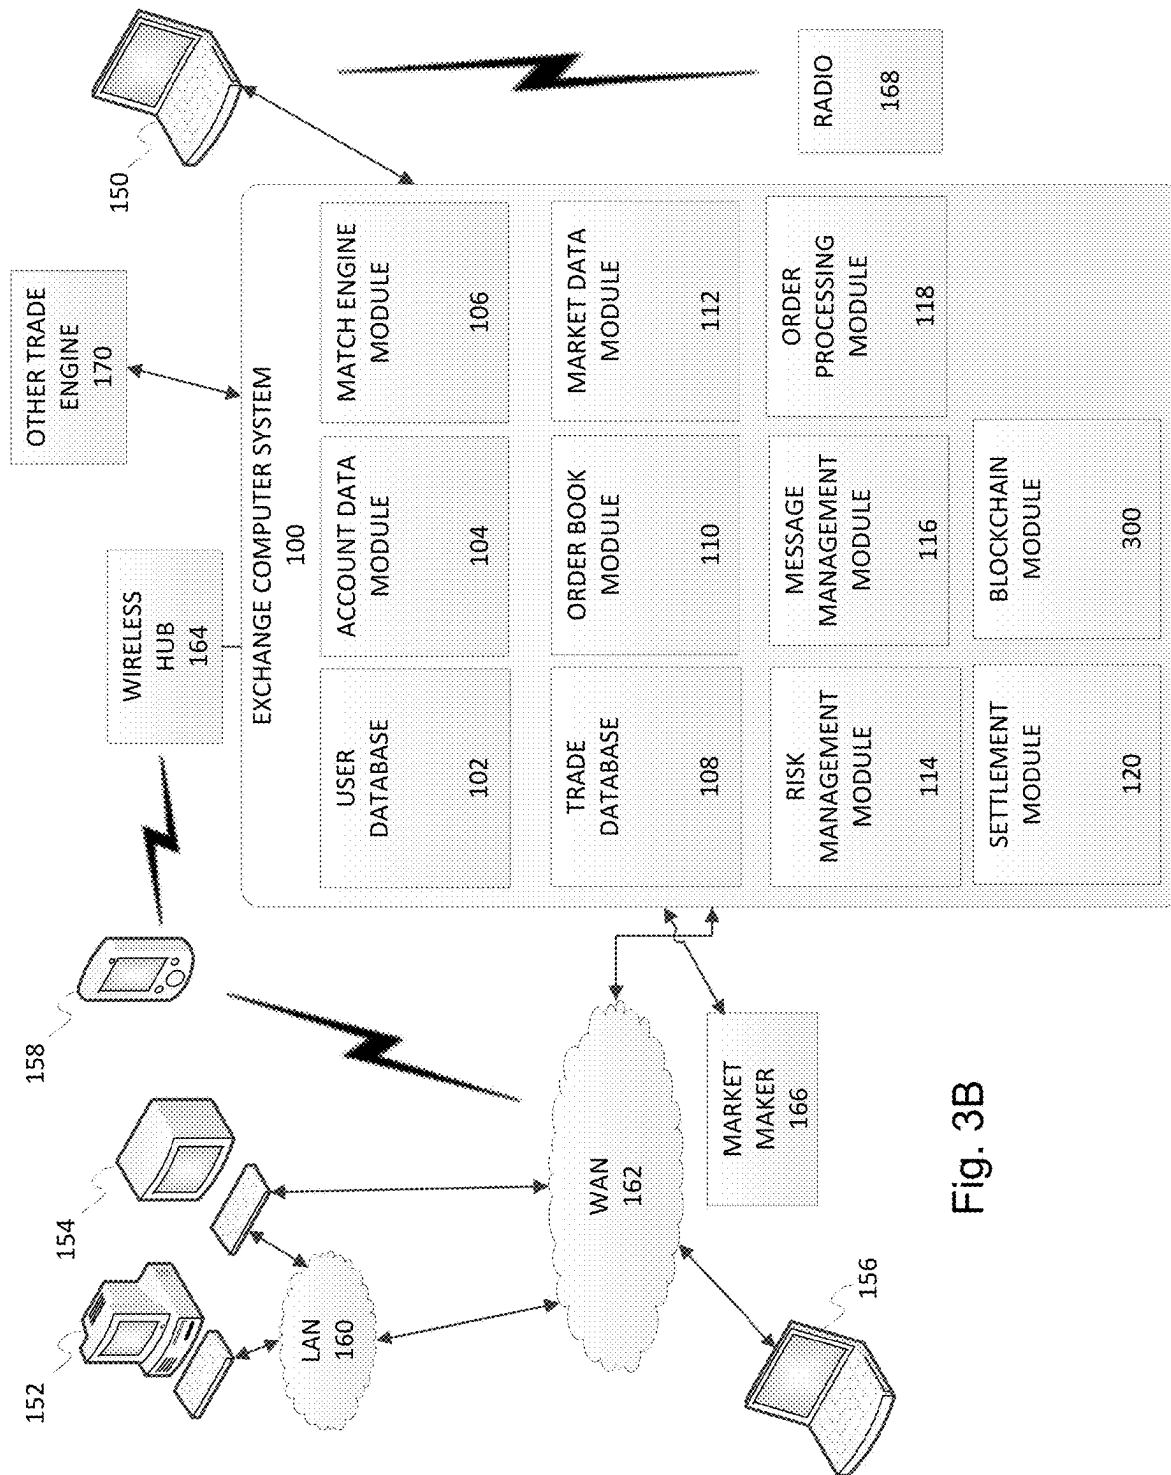 152
154
158
WIRELESS
HUB
164
OTHER TRADE
ENGINE
170
150
LAN
160
EXCHANGE COMPUTER SYSTEM
100
USER
DATABASE
102
ACCOUNT DATA
MODULE
104
MATCH ENGINE
MODULE
106
WAN
162
TRADE
DATABASE
108
ORDER BOOK
MODULE
110
MARKET DATA
MODULE
112
MARKET
MAKER
166
RISK
MANAGEMENT
MODULE
114
MESSAGE
MANAGEMENT
MODULE
116
ORDER
PROCESSING
MODULE
118
RADIO
168
156
SETTLEMENT
MODULE
120
BLOCKCHAIN
MODULE
300
Fig. 3B